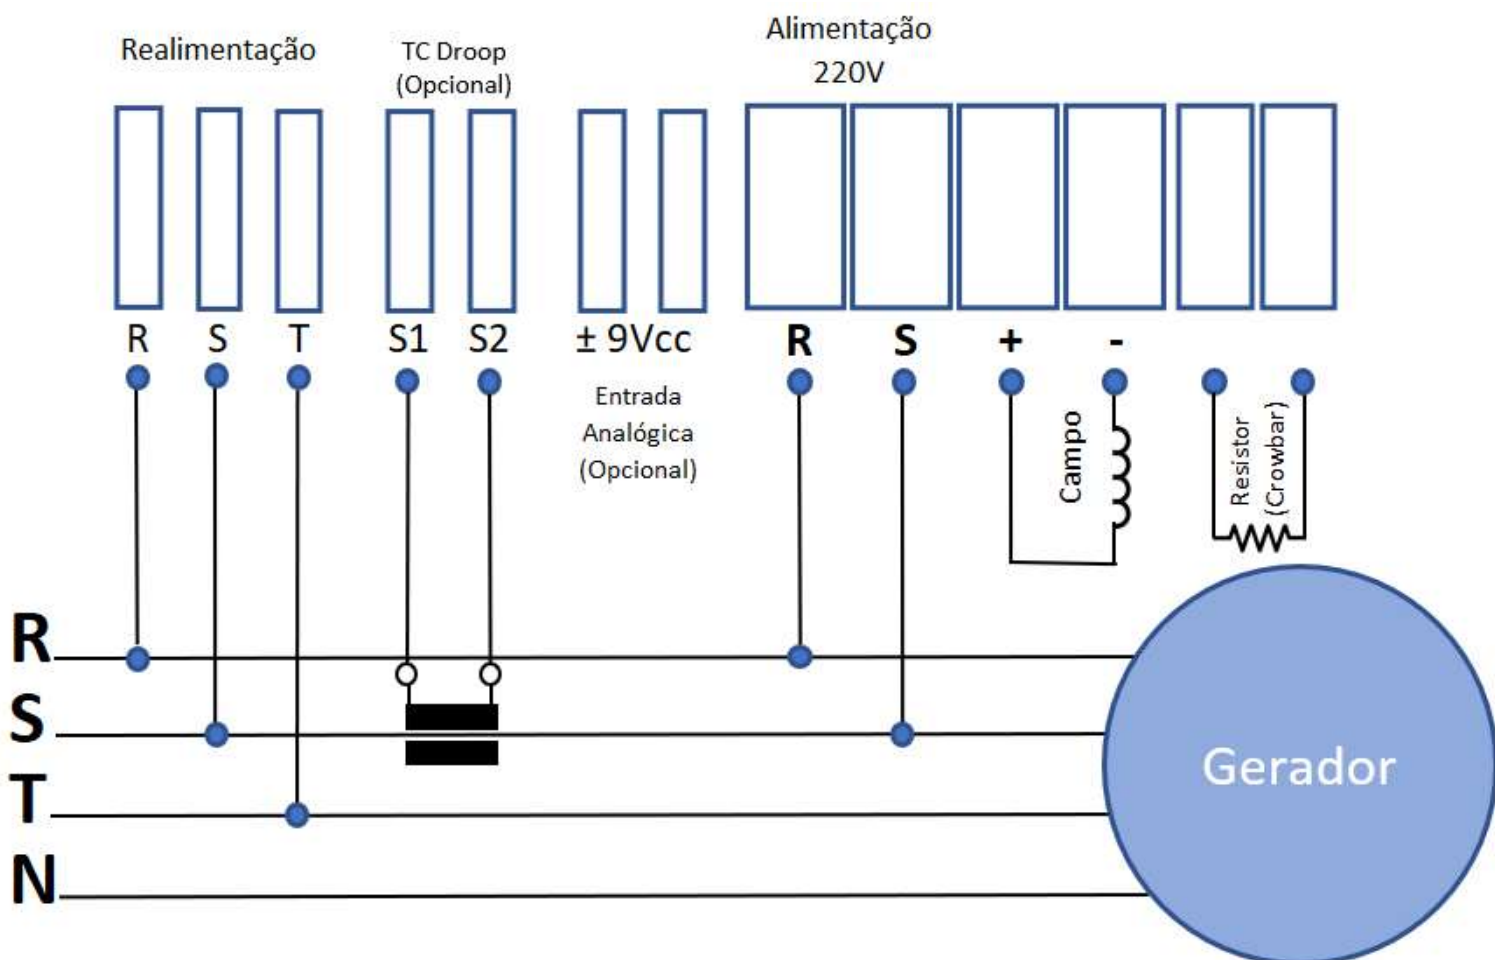 Realimentação
TC Droop
(Opcional)
Alimentação
220V
R S T S1 S2 ± 9Vcc R S + -
Entrada
Analógica
(Opcional)
Campo
Resistor
(Crowbar)
R
S
T
N
Gerador